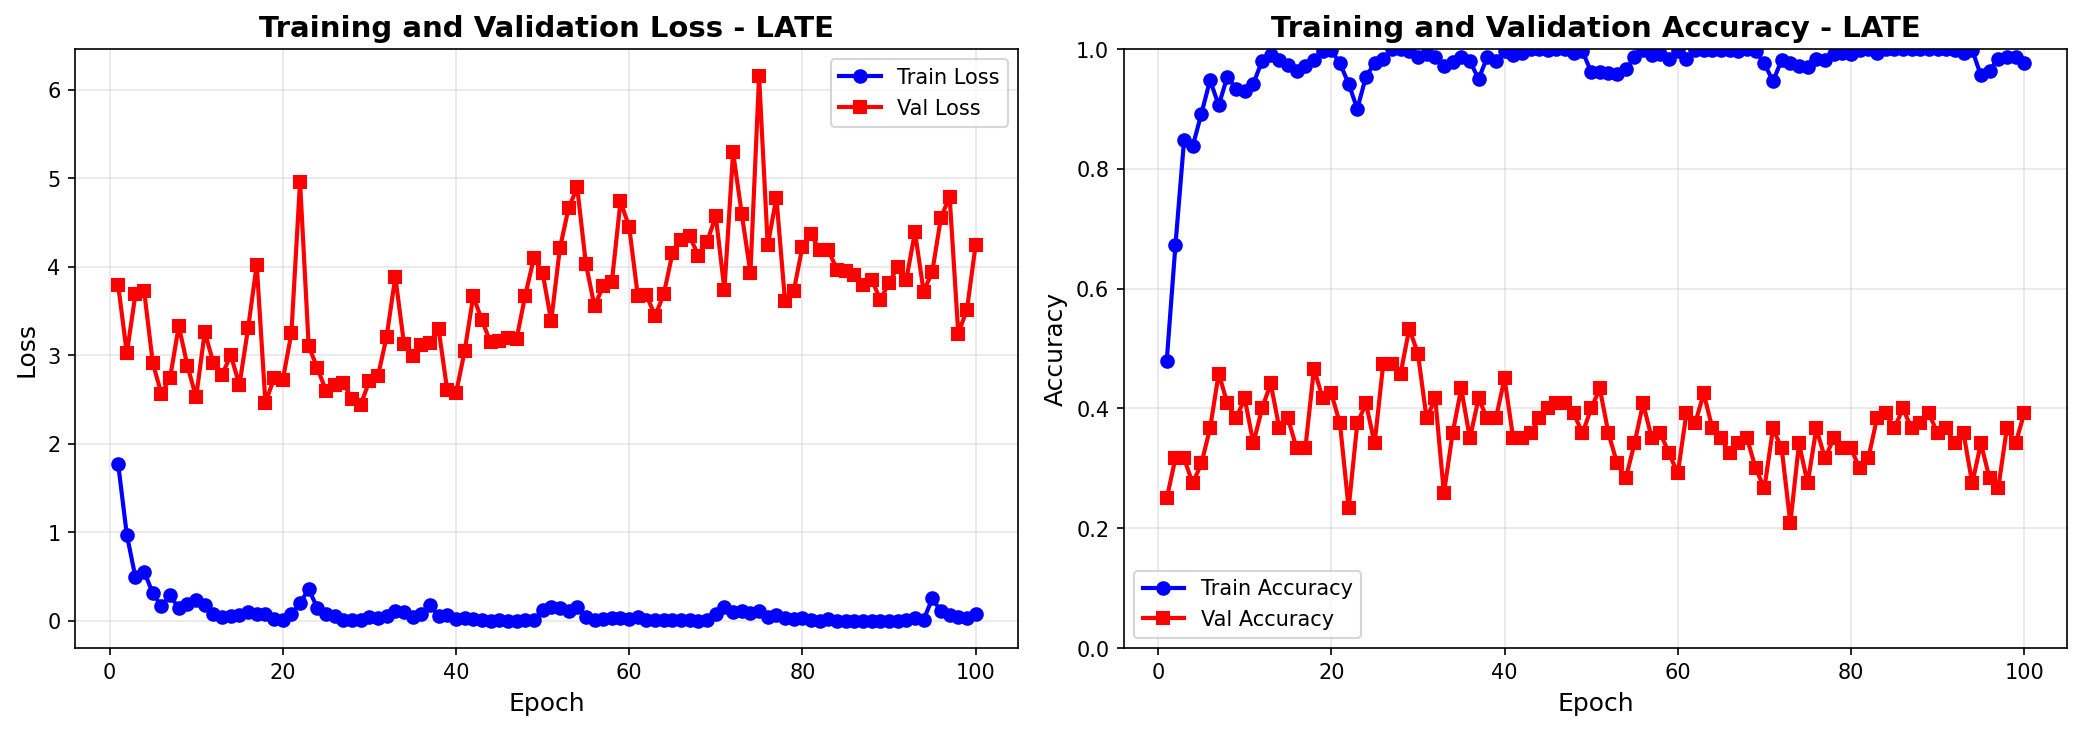 Training and Validation Loss - LATE
Train Loss
Val Loss
6
5
4
3
2
1
0
Loss
0 20 40 60 80 100
Epoch
Training and Validation Accuracy - LATE
1.0
0.8
0.6
0.4
0.2
0.0
Accuracy
Train Accuracy
Val Accuracy
0 20 40 60 80 100
Epoch